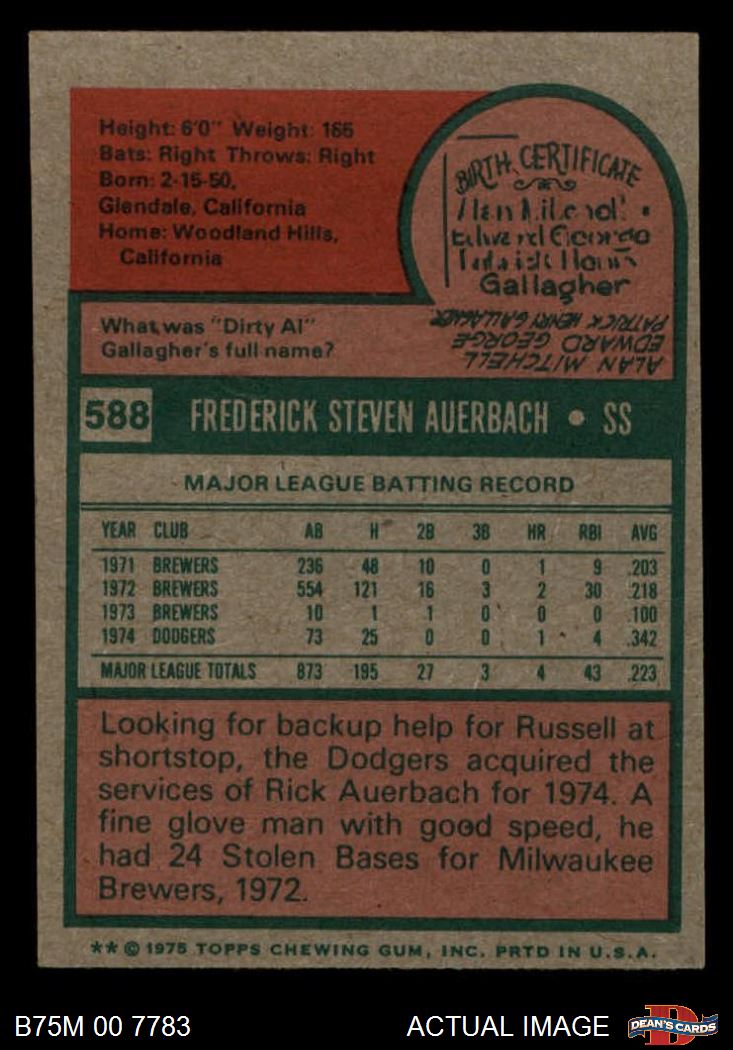 Height: 6'0" Weight: 165
Bats: Right Throws: Right
Born: 2-15-50,
Glendale, California
Home: Woodland Hills,
California
BIRTH CERTIFICATE
Alan Mitchell
Edward George
Patrick Henry
Gallagher
What was "Dirty Al"
Gallagher's full name?
ALAN MITCHELL
EDWARD GEORGE
PATRICK HENRY GALLAGHER
588 FREDERICK STEVEN AUERBACH • SS
MAJOR LEAGUE BATTING RECORD
YEAR CLUB AB H 2B 3B HR RBI AVG
1971 BREWERS 236 48 10 0 1 9 .203
1972 BREWERS 554 121 16 3 2 30 .218
1973 BREWERS 10 1 1 0 0 0 .100
1974 DODGERS 73 25 0 0 1 4 .342
MAJOR LEAGUE TOTALS 873 195 27 3 4 43 .223
Looking for backup help for Russell at
shortstop, the Dodgers acquired the
services of Rick Auerbach for 1974. A
fine glove man with good speed, he
had 24 Stolen Bases for Milwaukee
Brewers, 1972.
** © 1975 TOPPS CHEWING GUM, INC. PRTD IN U.S.A.
B75M 00 7783 ACTUAL IMAGE
D
DEAN'S CARDS